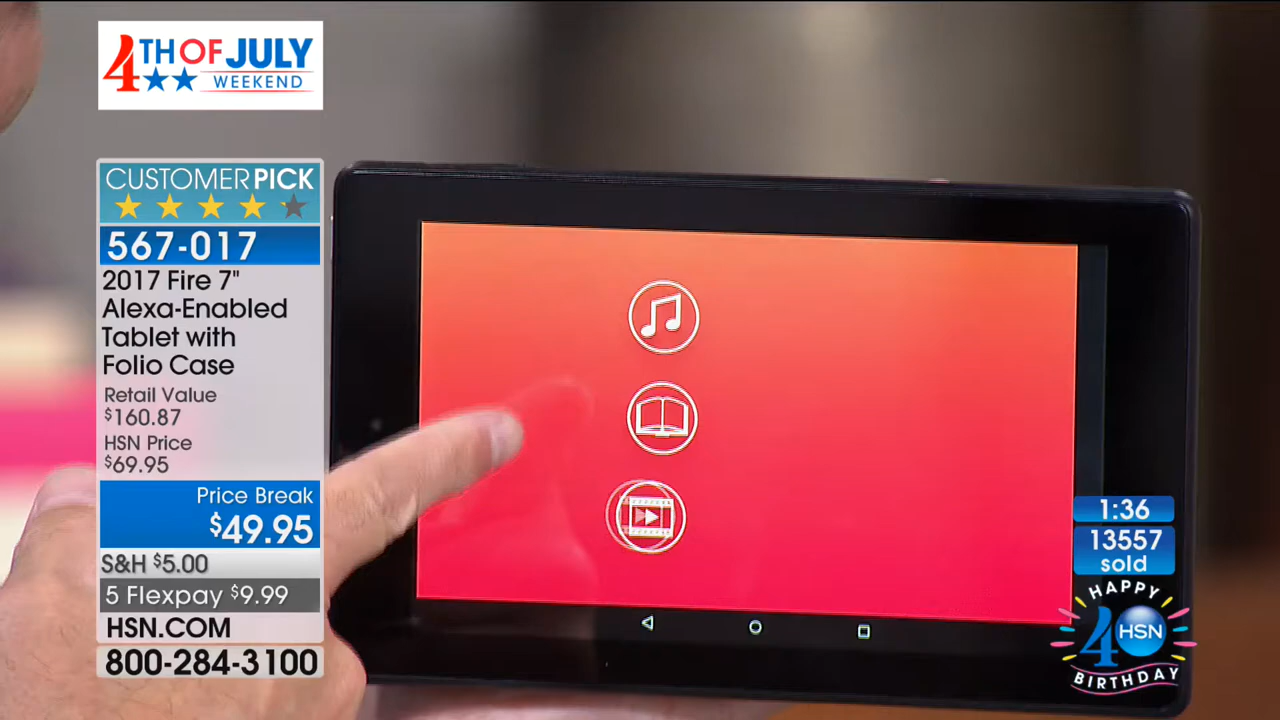 4TH OF JULY
WEEKEND
CUSTOMER PICK
567-017
2017 Fire 7"
Alexa-Enabled
Tablet with
Folio Case
Retail Value
$160.87
HSN Price
$69.95
Price Break
$49.95
S&H $5.00
5 Flexpay $9.99
HSN.COM
800-284-3100
1:36
13557
sold
HAPPY
40 HSN
BIRTHDAY